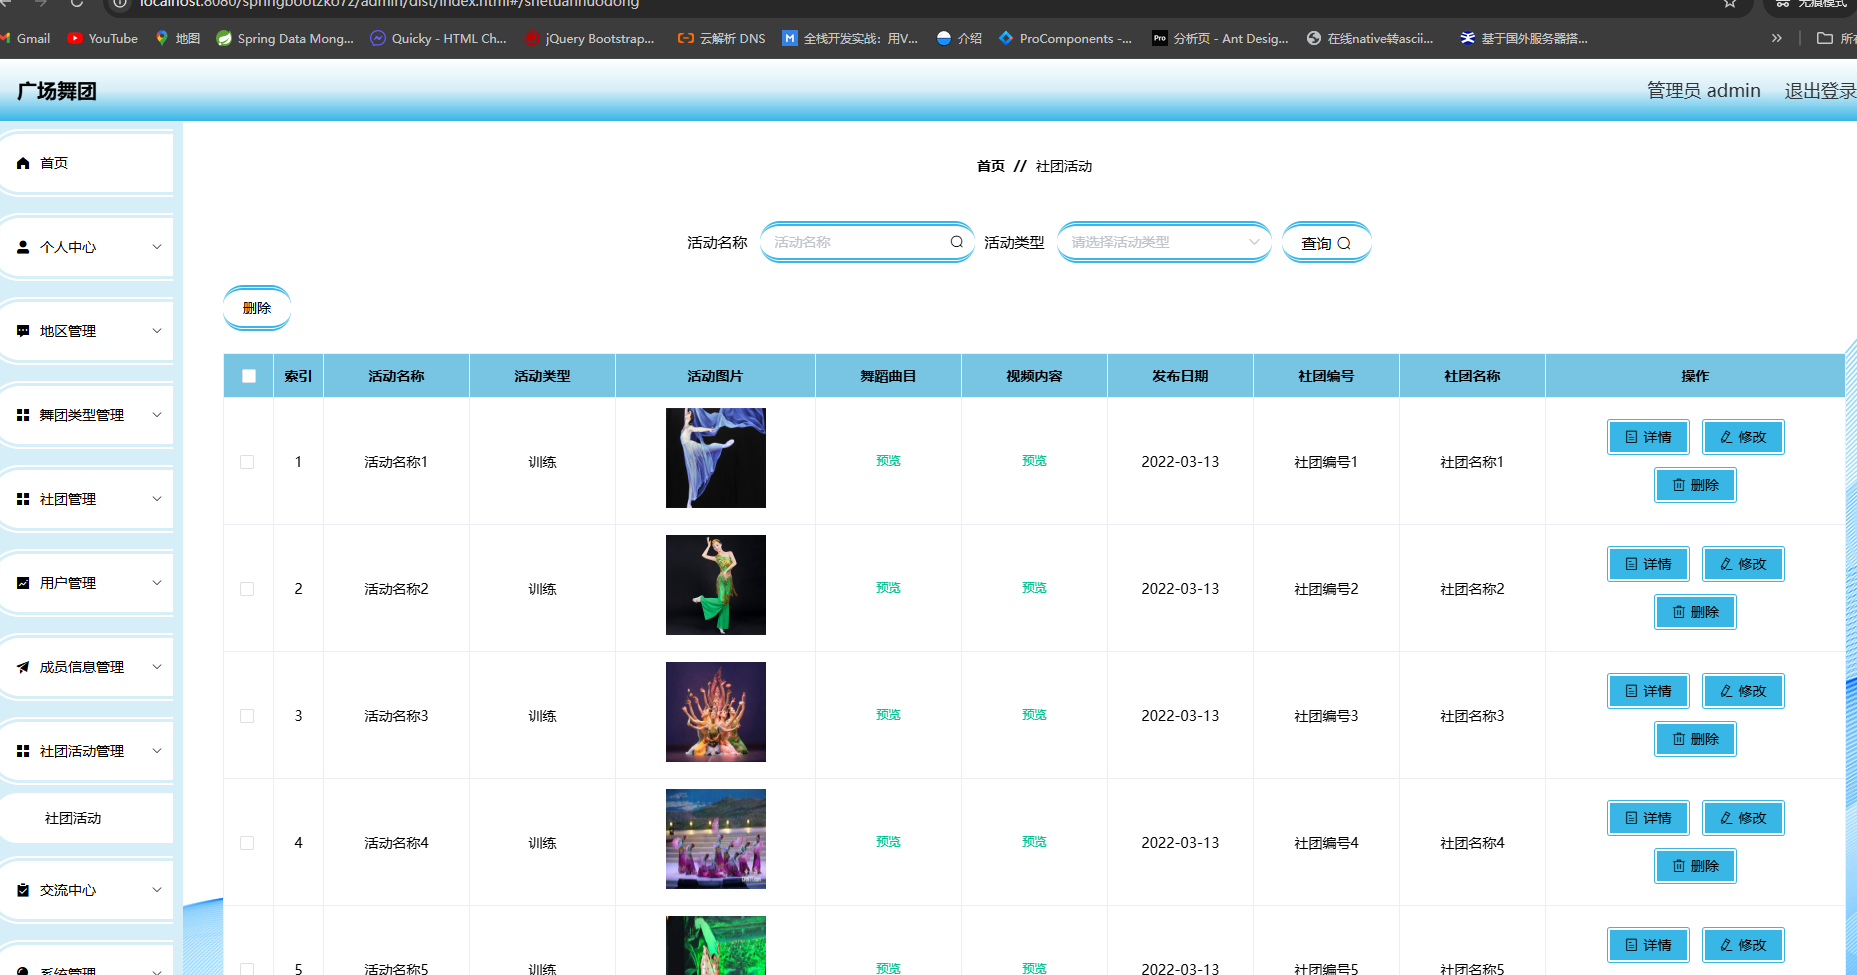 localhost:8080/springbootzko7z/admin/dist/index.html#/shetuanhuodong
无痕模式
Gmail YouTube 地图 Spring Data Mong... Quicky - HTML Ch... jQuery Bootstrap... 云解析 DNS 全栈开发实战：用V... 介绍 ProComponents -... 分析页 - Ant Desig... 在线native转ascii... 基于国外服务器搭... »
广场舞团
管理员 admin 退出登录
首页
个人中心
地区管理
舞团类型管理
社团管理
用户管理
成员信息管理
社团活动管理
社团活动
交流中心
系统管理
首页 // 社团活动
活动名称 活动名称 活动类型 请选择活动类型 查询
删除
索引 活动名称 活动类型 活动图片 舞蹈曲目 视频内容 发布日期 社团编号 社团名称 操作
1 活动名称1 训练 预览 预览 2022-03-13 社团编号1 社团名称1 详情 修改
删除
2 活动名称2 训练 预览 预览 2022-03-13 社团编号2 社团名称2 详情 修改
删除
3 活动名称3 训练 预览 预览 2022-03-13 社团编号3 社团名称3 详情 修改
删除
4 活动名称4 训练 预览 预览 2022-03-13 社团编号4 社团名称4 详情 修改
删除
5 活动名称5 训练 预览 预览 2022-03-13 社团编号5 社团名称5 详情 修改